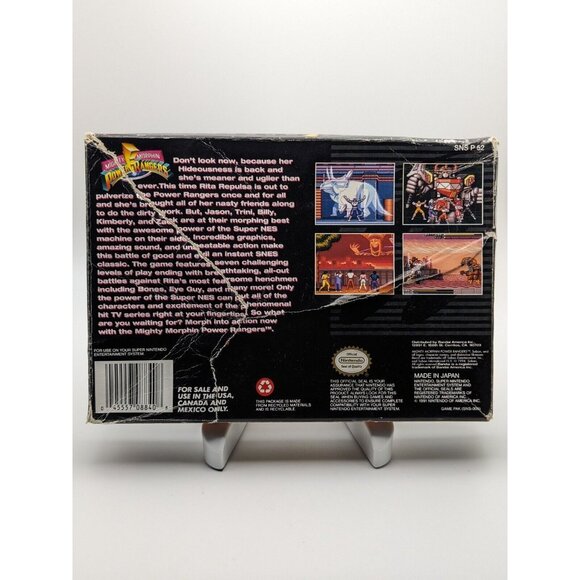 MIGHTY MORPHIN
POWER RANGERS
SNS P 52
Don't look now, because her
Hideousness is back and
she's meaner and uglier than
ever. This time Rita Repulsa is out to
pulverize the Power Rangers once and for all
and she's brought all of her nasty friends along
to do the dirty work. But, Jason, Trini, Billy,
Kimberly, and Zack are at their morphing best
with the awesome power of the Super NES
machine on their side. Incredible graphics,
amazing sound, and unbeatable action make
this battle of good and evil an instant SNES
classic. The game features seven challenging
levels of play ending with breathtaking, all-out
battles against Rita's most fearsome henchmen
including Bones, Eye Guy, and many more! Only
the power of the Super NES can put all of the
characters and excitement of the phenomenal
hit TV series right at your fingertips. So what
are you waiting for? Morph into action now
with the Mighty Morphin Power Rangers™.
FOR USE ON YOUR SUPER NINTENDO
ENTERTAINMENT SYSTEM.
45557 08840
FOR SALE AND
USE IN THE USA,
CANADA AND
MEXICO ONLY.
THIS PACKAGE IS MADE
FROM RECYCLED MATERIALS
AND IS RECYCLABLE.
Official
Nintendo
Seal of Quality
THIS OFFICIAL SEAL IS YOUR
ASSURANCE THAT NINTENDO HAS
APPROVED THE QUALITY OF THIS
PRODUCT. ALWAYS LOOK FOR THIS
SEAL WHEN BUYING GAMES AND
ACCESSORIES TO ENSURE COMPLETE
COMPATIBILITY WITH YOUR SUPER
NINTENDO ENTERTAINMENT SYSTEM.
Distributed by Bandai America Inc.
MADE IN JAPAN
NINTENDO, SUPER NINTENDO
ENTERTAINMENT SYSTEM AND
THE OFFICIAL SEALS ARE
REGISTERED TRADEMARKS
OF NINTENDO OF AMERICA INC.
© 1991 NINTENDO OF AMERICA INC.
GAME PAK (SNS-006)